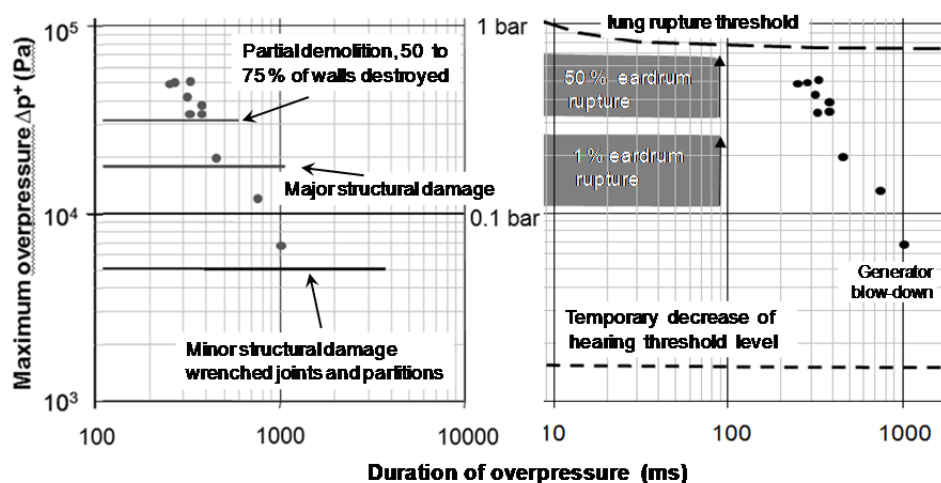 Maximum overpressure Δp⁺ (Pa)
10⁵
10⁴
10³
Partial demolition, 50 to
75 % of walls destroyed
Major structural damage
Minor structural damage
wrenched joints and partitions
100
1000
10000
1 bar
0.1 bar
lung rupture threshold
50 % eardrum
rupture
1 % eardrum
rupture
Generator
blow-down
Temporary decrease of
hearing threshold level
10
100
1000
Duration of overpressure (ms)